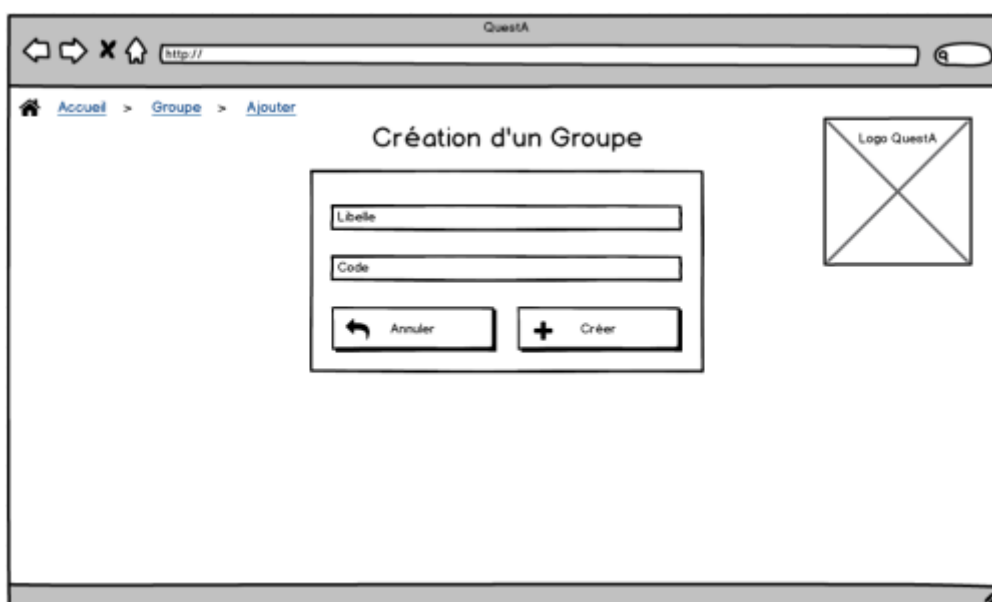 QuestA
http://
Accueil > Groupe > Ajouter
Création d'un Groupe
Logo QuestA
Libelle
Code
Annuler
Créer